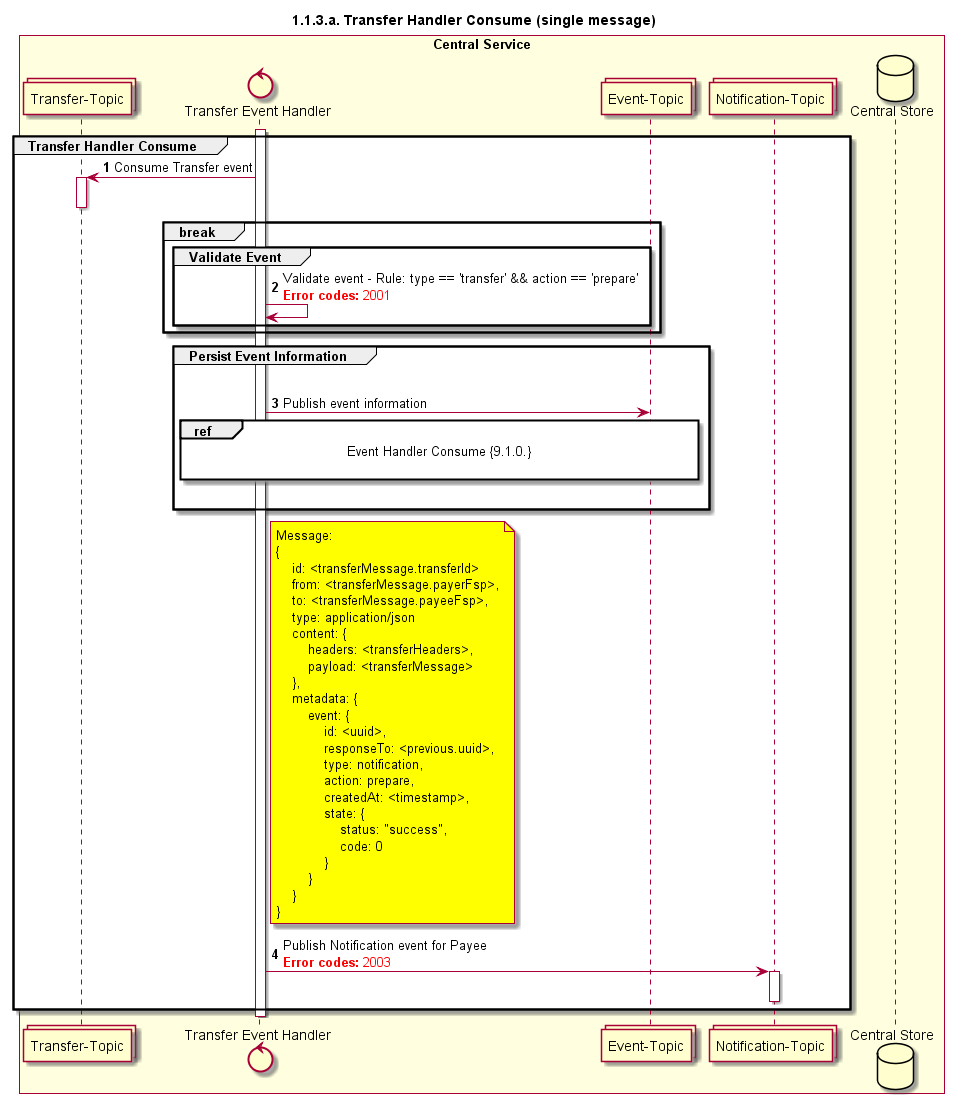 1.1.3.a. Transfer Handler Consume (single message)
Central Service
Transfer-Topic
Transfer Event Handler
Event-Topic
Notification-Topic
Central Store
Transfer Handler Consume
1 Consume Transfer event
break
Validate Event
2 Validate event - Rule: type == 'transfer' && action == 'prepare'
Error codes: 2001
Persist Event Information
3 Publish event information
ref
Event Handler Consume {9.1.0.}
Message:
{
id: <transferMessage.transferId>
from: <transferMessage.payerFsp>,
to: <transferMessage.payeeFsp>,
type: application/json
content: {
headers: <transferHeaders>,
payload: <transferMessage>
},
metadata: {
event: {
id: <uuid>,
responseTo: <previous.uuid>,
type: notification,
action: prepare,
createdAt: <timestamp>,
state: {
status: "success",
code: 0
}
}
}
}
4 Publish Notification event for Payee
Error codes: 2003
Transfer-Topic
Transfer Event Handler
Event-Topic
Notification-Topic
Central Store